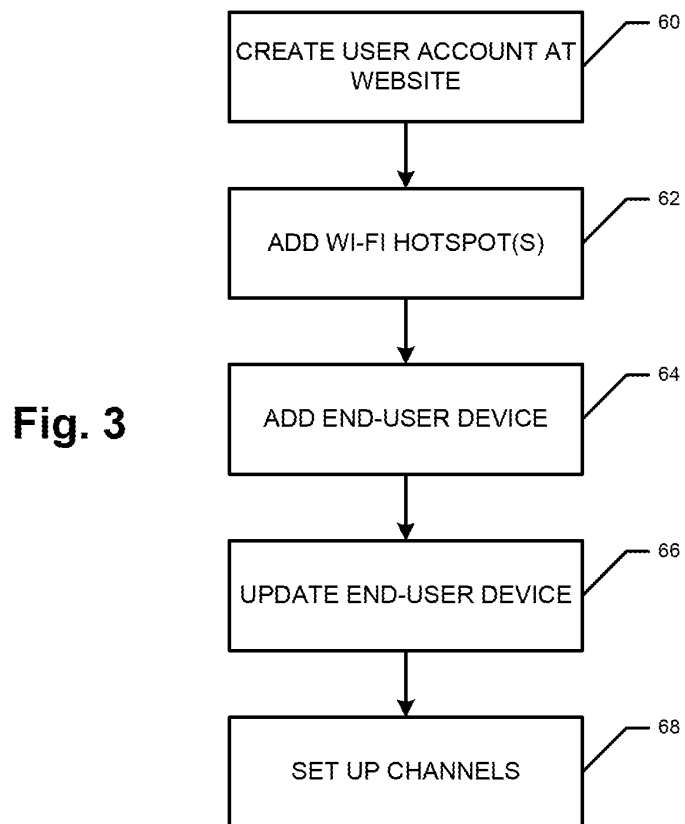 CREATE USER ACCOUNT AT
WEBSITE
60
ADD WI-FI HOTSPOT(S)
62
ADD END-USER DEVICE
64
Fig. 3
UPDATE END-USER DEVICE
66
SET UP CHANNELS
68